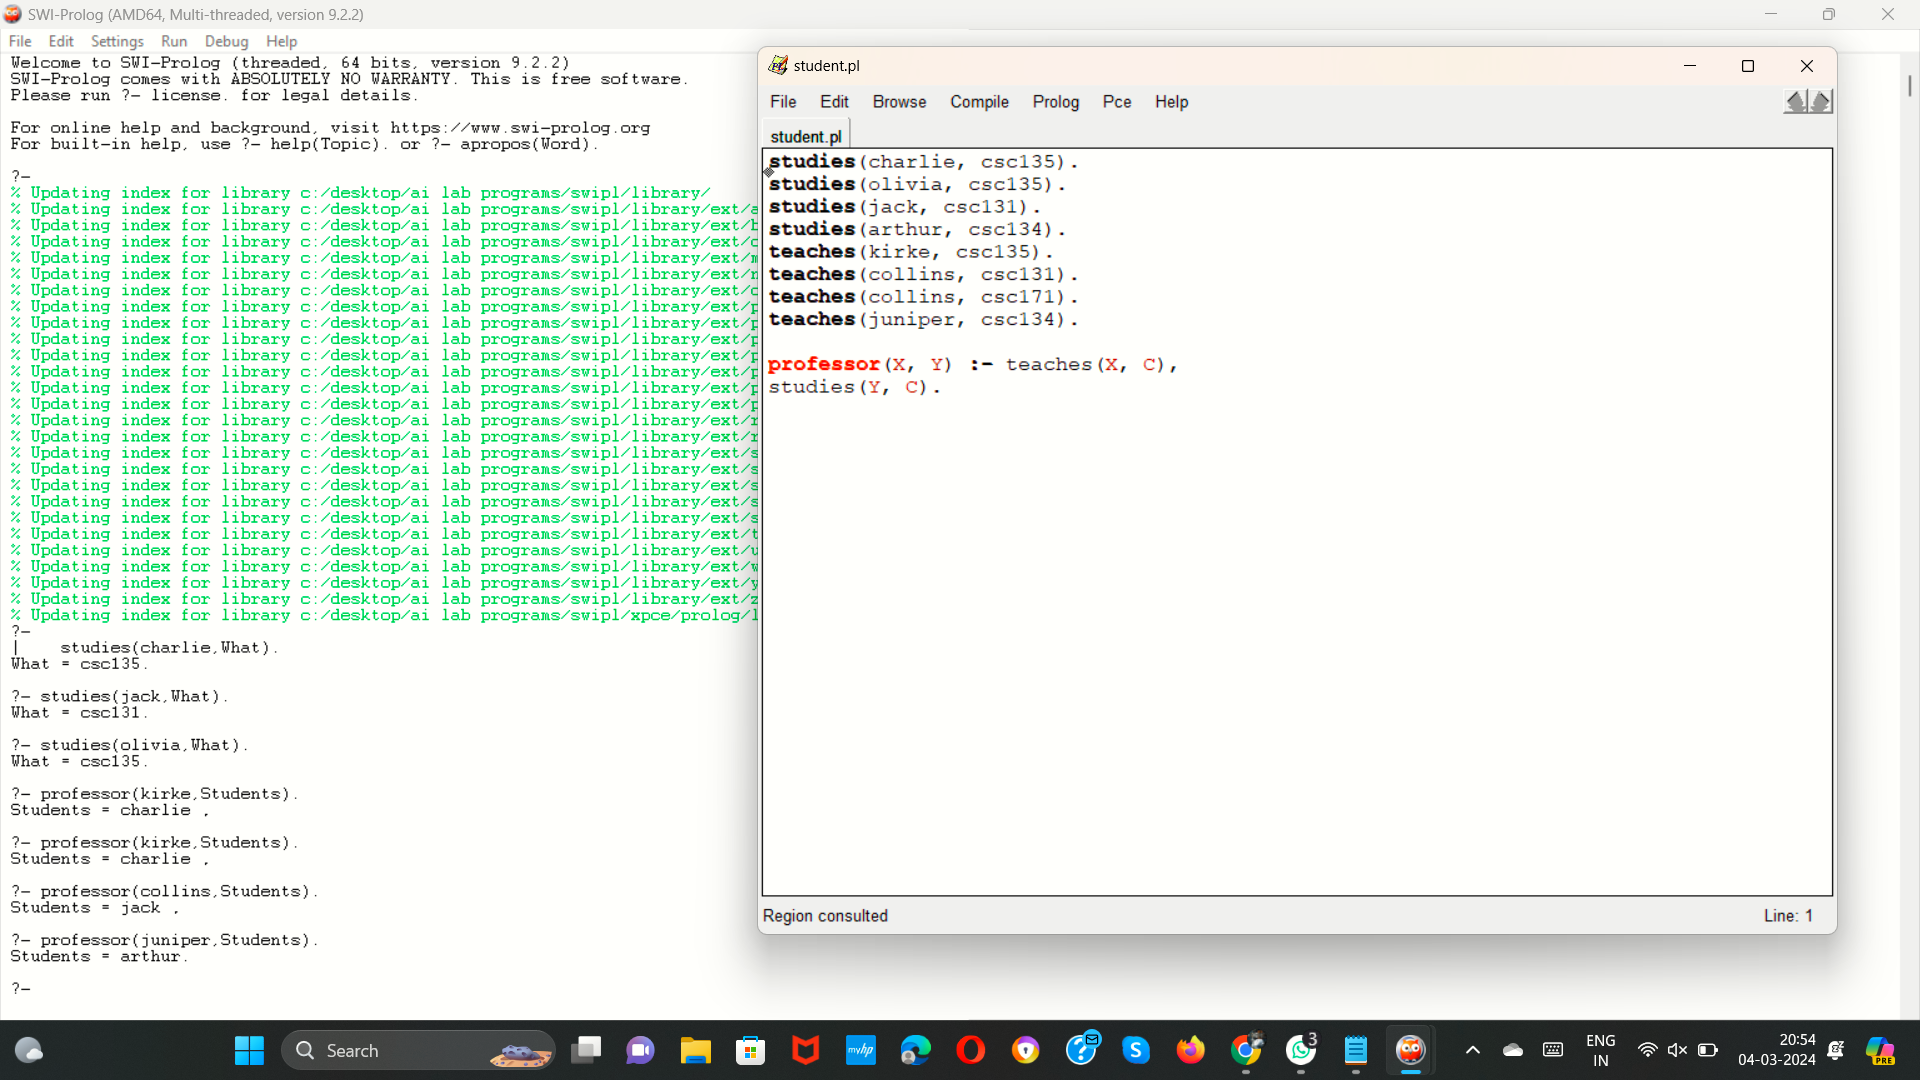 SWI-Prolog (AMD64, Multi-threaded, version 9.2.2)
File Edit Settings Run Debug Help
Welcome to SWI-Prolog (threaded, 64 bits, version 9.2.2)
SWI-Prolog comes with ABSOLUTELY NO WARRANTY. This is free software.
Please run ?- license. for legal details.
For online help and background, visit https://www.swi-prolog.org
For built-in help, use ?- help(Topic). or ?- apropos(Word).
?-
% Updating index for library c:/desktop/ai lab programs/swipl/library/
% Updating index for library c:/desktop/ai lab programs/swipl/library/ext/a
% Updating index for library c:/desktop/ai lab programs/swipl/library/ext/b
% Updating index for library c:/desktop/ai lab programs/swipl/library/ext/c
% Updating index for library c:/desktop/ai lab programs/swipl/library/ext/m
% Updating index for library c:/desktop/ai lab programs/swipl/library/ext/n
% Updating index for library c:/desktop/ai lab programs/swipl/library/ext/c
% Updating index for library c:/desktop/ai lab programs/swipl/library/ext/p
% Updating index for library c:/desktop/ai lab programs/swipl/library/ext/p
% Updating index for library c:/desktop/ai lab programs/swipl/library/ext/p
% Updating index for library c:/desktop/ai lab programs/swipl/library/ext/p
% Updating index for library c:/desktop/ai lab programs/swipl/library/ext/p
% Updating index for library c:/desktop/ai lab programs/swipl/library/ext/p
% Updating index for library c:/desktop/ai lab programs/swipl/library/ext/p
% Updating index for library c:/desktop/ai lab programs/swipl/library/ext/p
% Updating index for library c:/desktop/ai lab programs/swipl/library/ext/r
% Updating index for library c:/desktop/ai lab programs/swipl/library/ext/s
% Updating index for library c:/desktop/ai lab programs/swipl/library/ext/s
% Updating index for library c:/desktop/ai lab programs/swipl/library/ext/s
% Updating index for library c:/desktop/ai lab programs/swipl/library/ext/s
% Updating index for library c:/desktop/ai lab programs/swipl/library/ext/s
% Updating index for library c:/desktop/ai lab programs/swipl/library/ext/t
% Updating index for library c:/desktop/ai lab programs/swipl/library/ext/u
% Updating index for library c:/desktop/ai lab programs/swipl/library/ext/w
% Updating index for library c:/desktop/ai lab programs/swipl/library/ext/y
% Updating index for library c:/desktop/ai lab programs/swipl/library/ext/z
% Updating index for library c:/desktop/ai lab programs/swipl/xpce/prolog/l
?-
|    studies(charlie,What).
What = csc135.
?- studies(jack,What).
What = csc131.
?- studies(olivia,What).
What = csc135.
?- professor(kirke,Students).
Students = charlie .
?- professor(kirke,Students).
Students = charlie .
?- professor(collins,Students).
Students = jack .
?- professor(juniper,Students).
Students = arthur.
?-
student.pl
File Edit Browse Compile Prolog Pce Help
student.pl
studies(charlie, csc135).
studies(olivia, csc135).
studies(jack, csc131).
studies(arthur, csc134).
teaches(kirke, csc135).
teaches(collins, csc131).
teaches(collins, csc171).
teaches(juniper, csc134).
professor(X, Y) :- teaches(X, C),
studies(Y, C).
Region consulted Line: 1
Search
myhp
S
3
ENG
IN
20:54
04-03-2024
PRE